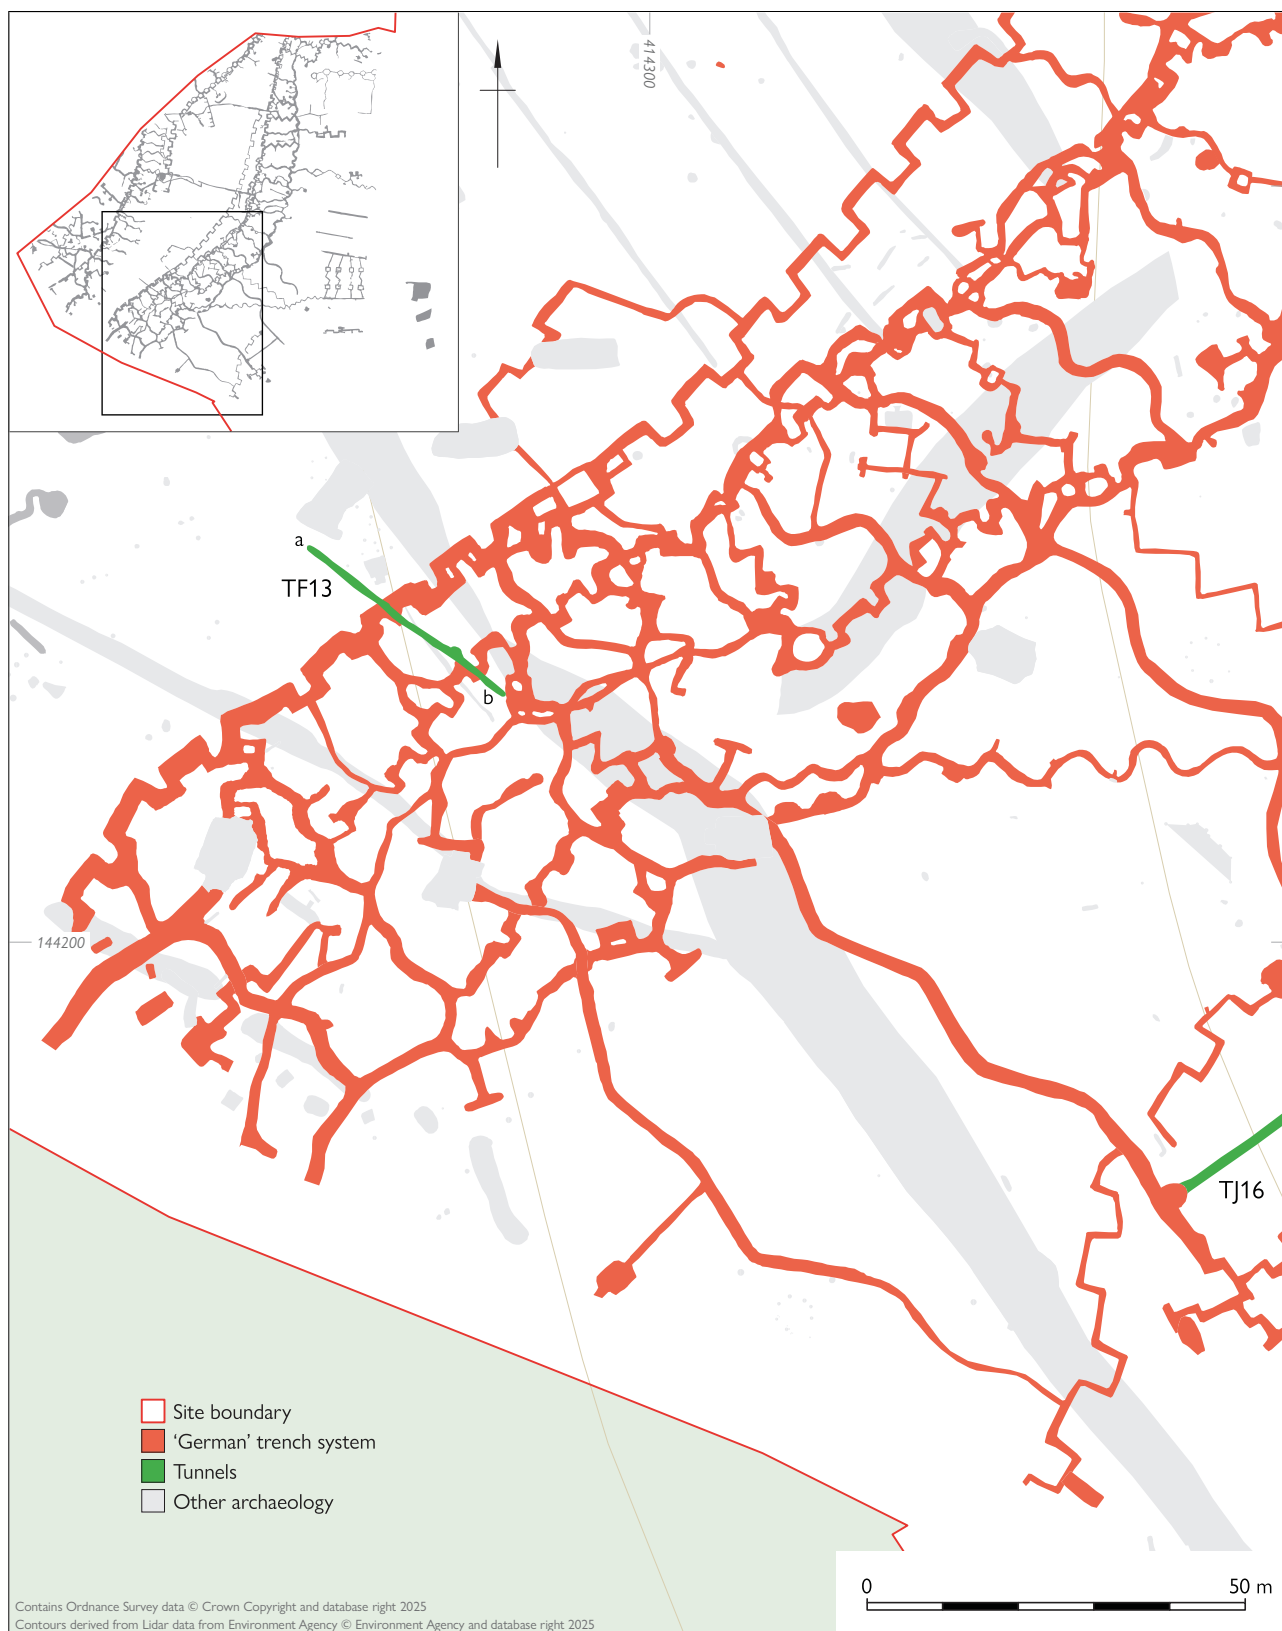 414300
a
TF13
b
144200
TJ16
Site boundary
‘German’ trench system
Tunnels
Other archaeology
0
50 m
Contains Ordnance Survey data © Crown Copyright and database right 2025
Contours derived from Lidar data from Environment Agency © Environment Agency and database right 2025